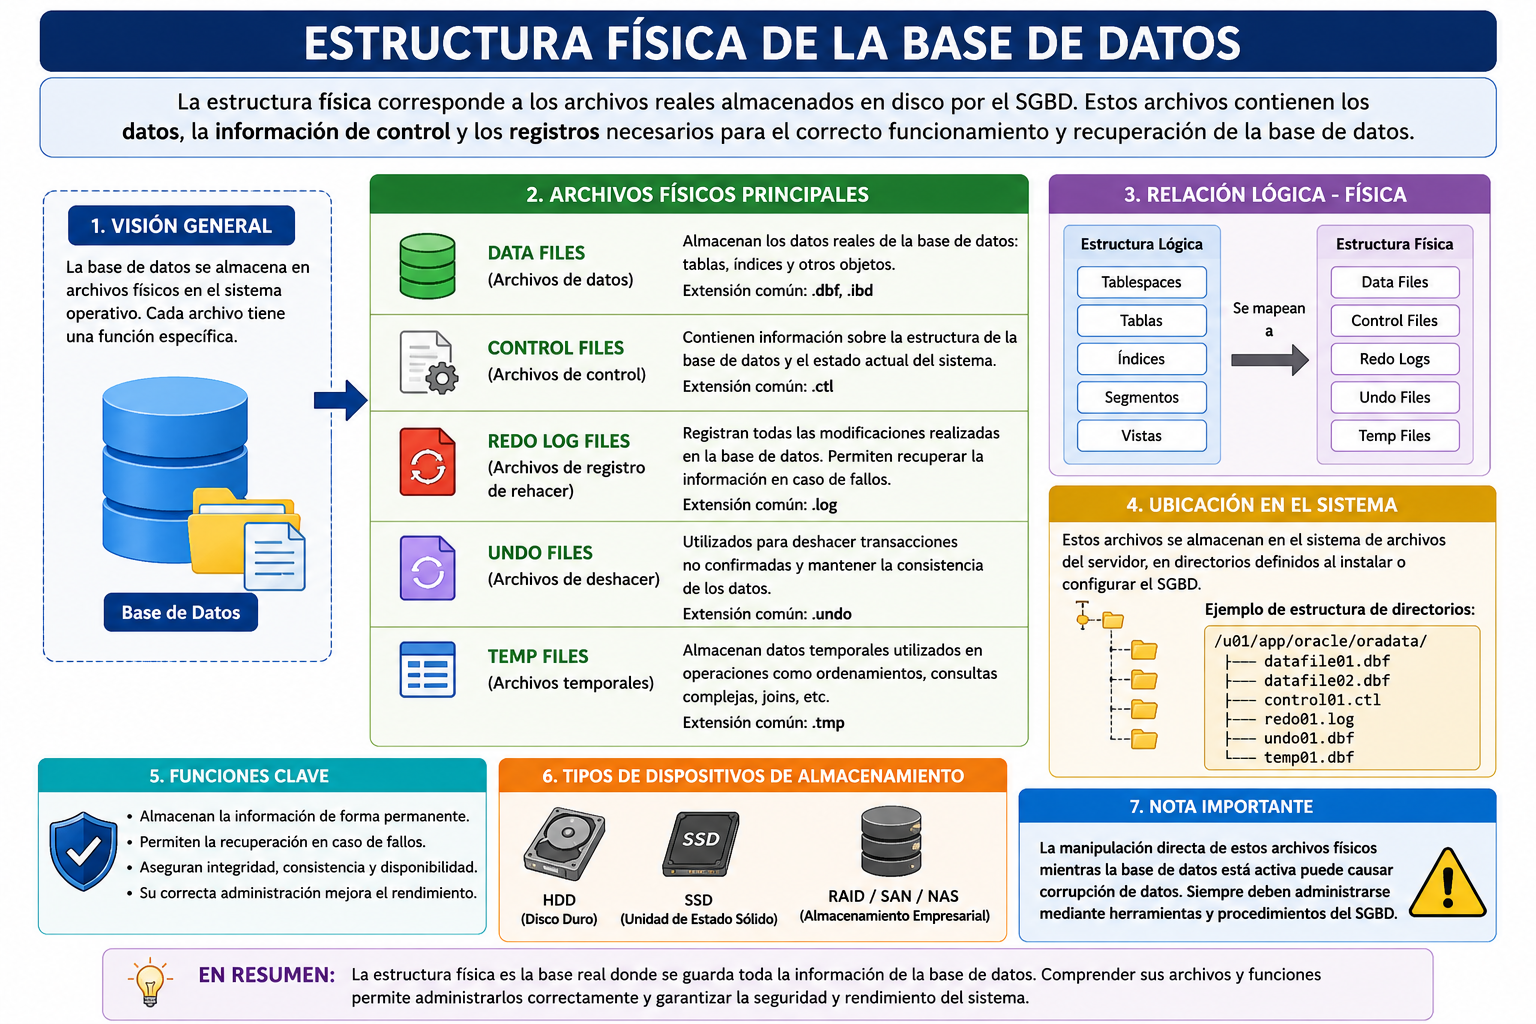 ESTRUCTURA FÍSICA DE LA BASE DE DATOS
La estructura física corresponde a los archivos reales almacenados en disco por el SGBD. Estos archivos contienen los
datos, la información de control y los registros necesarios para el correcto funcionamiento y recuperación de la base de datos.
1. VISIÓN GENERAL
La base de datos se almacena en
archivos físicos en el sistema
operativo. Cada archivo tiene
una función específica.
Base de Datos
2. ARCHIVOS FÍSICOS PRINCIPALES
DATA FILES
(Archivos de datos)
Almacenan los datos reales de la base de datos:
tablas, índices y otros objetos.
Extensión común: .dbf, .ibd
CONTROL FILES
(Archivos de control)
Contienen información sobre la estructura de la
base de datos y el estado actual del sistema.
Extensión común: .ctl
REDO LOG FILES
(Archivos de registro
de rehacer)
Registran todas las modificaciones realizadas
en la base de datos. Permiten recuperar la
información en caso de fallos.
Extensión común: .log
UNDO FILES
(Archivos de deshacer)
Utilizados para deshacer transacciones
no confirmadas y mantener la consistencia
de los datos.
Extensión común: .undo
TEMP FILES
(Archivos temporales)
Almacenan datos temporales utilizados en
operaciones como ordenamientos, consultas
complejas, joins, etc.
Extensión común: .tmp
3. RELACIÓN LÓGICA - FÍSICA
Estructura Lógica
Tablespaces
Tablas
Índices
Segmentos
Vistas
Se mapean
a
Estructura Física
Data Files
Control Files
Redo Logs
Undo Files
Temp Files
4. UBICACIÓN EN EL SISTEMA
Estos archivos se almacenan en el sistema de archivos
del servidor, en directorios definidos al instalar o
configurar el SGBD.
Ejemplo de estructura de directorios:
/u01/app/oracle/oradata/
├── datafile01.dbf
├── datafile02.dbf
├── control01.ctl
├── redo01.log
├── undo01.dbf
└── temp01.dbf
5. FUNCIONES CLAVE
• Almacenan la información de forma permanente.
• Permiten la recuperación en caso de fallos.
• Aseguran integridad, consistencia y disponibilidad.
• Su correcta administración mejora el rendimiento.
6. TIPOS DE DISPOSITIVOS DE ALMACENAMIENTO
HDD
(Disco Duro)
SSD
SSD
(Unidad de Estado Sólido)
RAID / SAN / NAS
(Almacenamiento Empresarial)
7. NOTA IMPORTANTE
La manipulación directa de estos archivos físicos
mientras la base de datos está activa puede causar
corrupción de datos. Siempre deben administrarse
mediante herramientas y procedimientos del SGBD.
EN RESUMEN:
La estructura física es la base real donde se guarda toda la información de la base de datos. Comprender sus archivos y funciones
permite administrarlos correctamente y garantizar la seguridad y rendimiento del sistema.